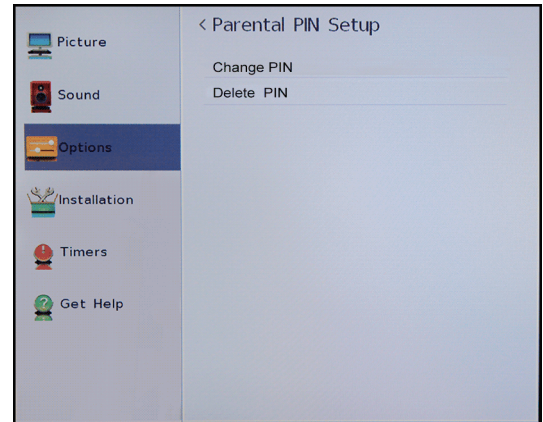 < Parental PIN Setup
Picture
Sound
Options
Installation
Timers
Get Help
Change PIN
Delete PIN